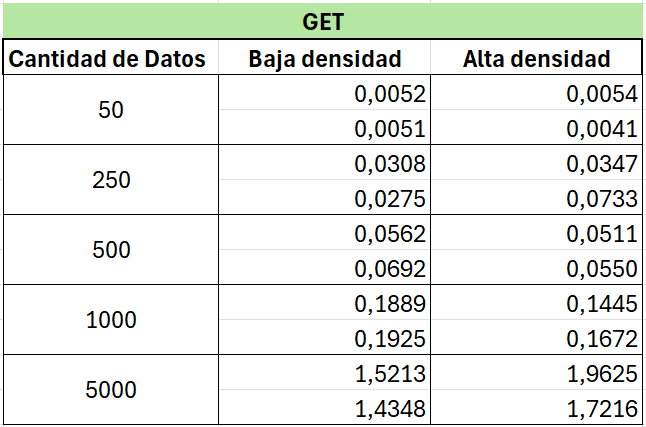 GET
Cantidad de Datos Baja densidad Alta densidad
50 0,0052 0,0054
0,0051 0,0041
250 0,0308 0,0347
0,0275 0,0733
500 0,0562 0,0511
0,0692 0,0550
1000 0,1889 0,1445
0,1925 0,1672
5000 1,5213 1,9625
1,4348 1,7216